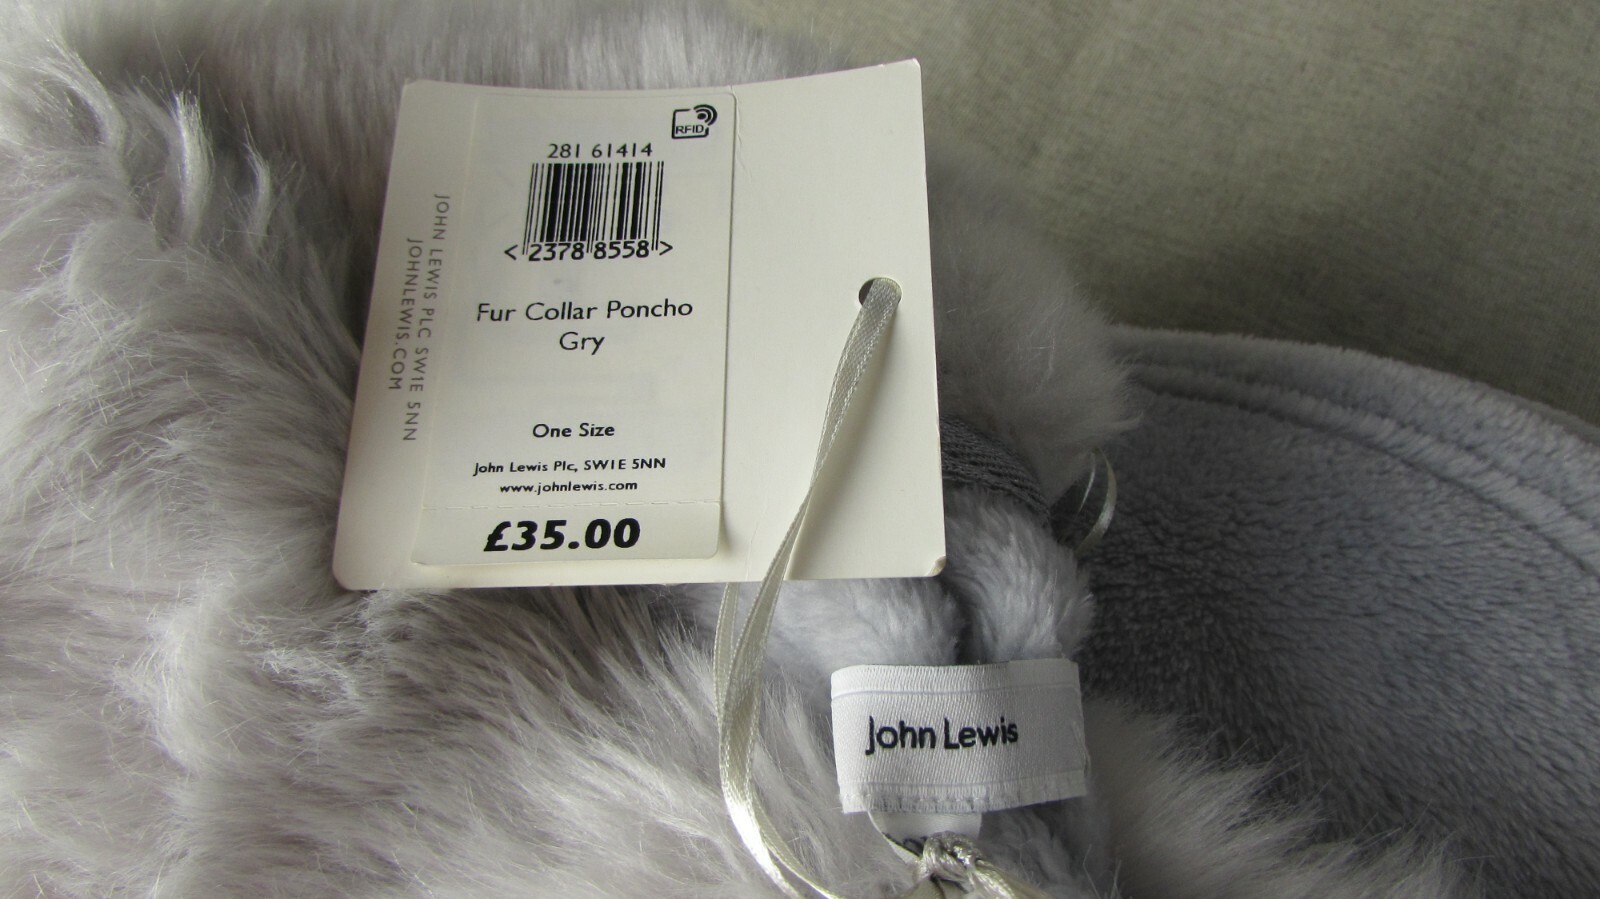 RFID
281 61414
< 2378 8558 >
Fur Collar Poncho
Gry
One Size
John Lewis Plc, SW1E 5NN
www.johnlewis.com
£35.00
JOHN LEWIS PLC SW1E 5NN
JOHNLEWIS.COM
John Lewis